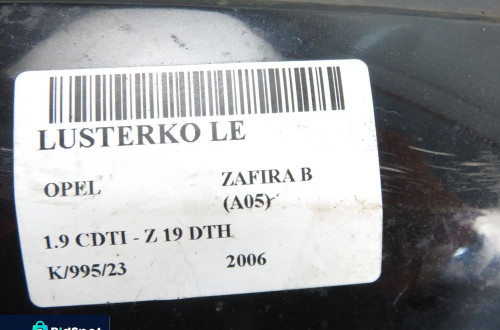 LUSTERKO LE
OPEL ZAFIRA B
(A05)
1.9 CDTI - Z 19 DTH
K/995/23 2006